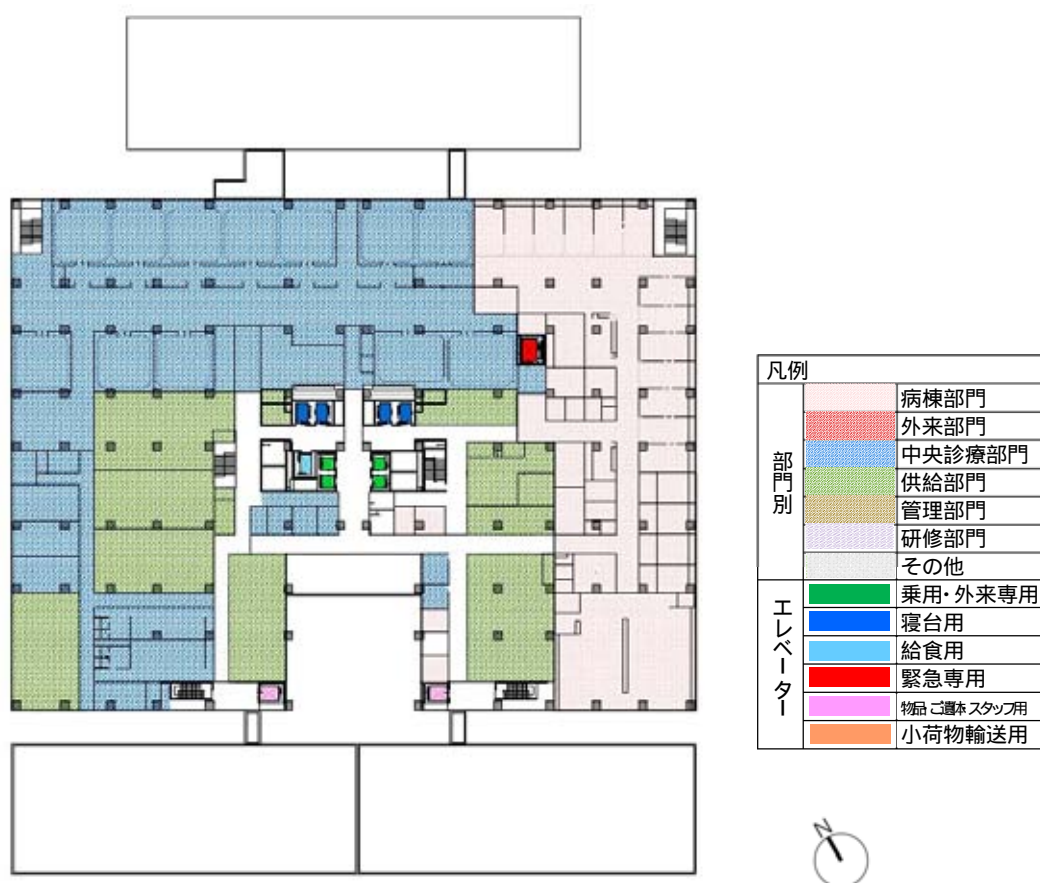 凡例
部門別
病棟部門
外来部門
中央診療部門
供給部門
管理部門
研修部門
その他
エレベーター
乗用・外来専用
寝台用
給食用
緊急専用
物品 ご遺体 スタッフ用
小荷物輸送用
N